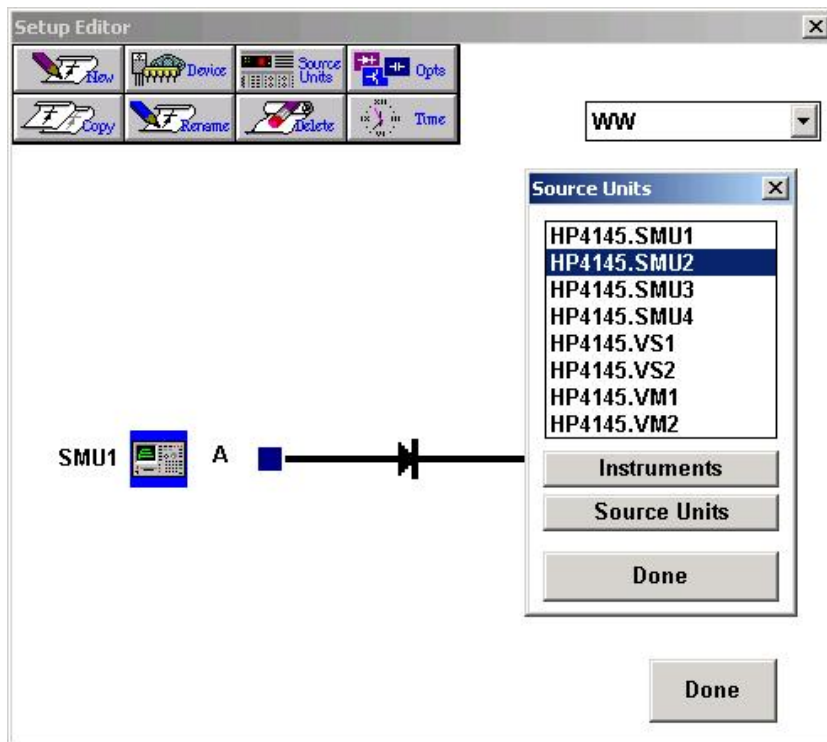 Setup Editor
New Device Source Units Opts
Copy Rename Delete Time
WW
Source Units
HP4145.SMU1
HP4145.SMU2
HP4145.SMU3
HP4145.SMU4
HP4145.VS1
HP4145.VS2
HP4145.VM1
HP4145.VM2
SMU1 A
Instruments
Source Units
Done
Done